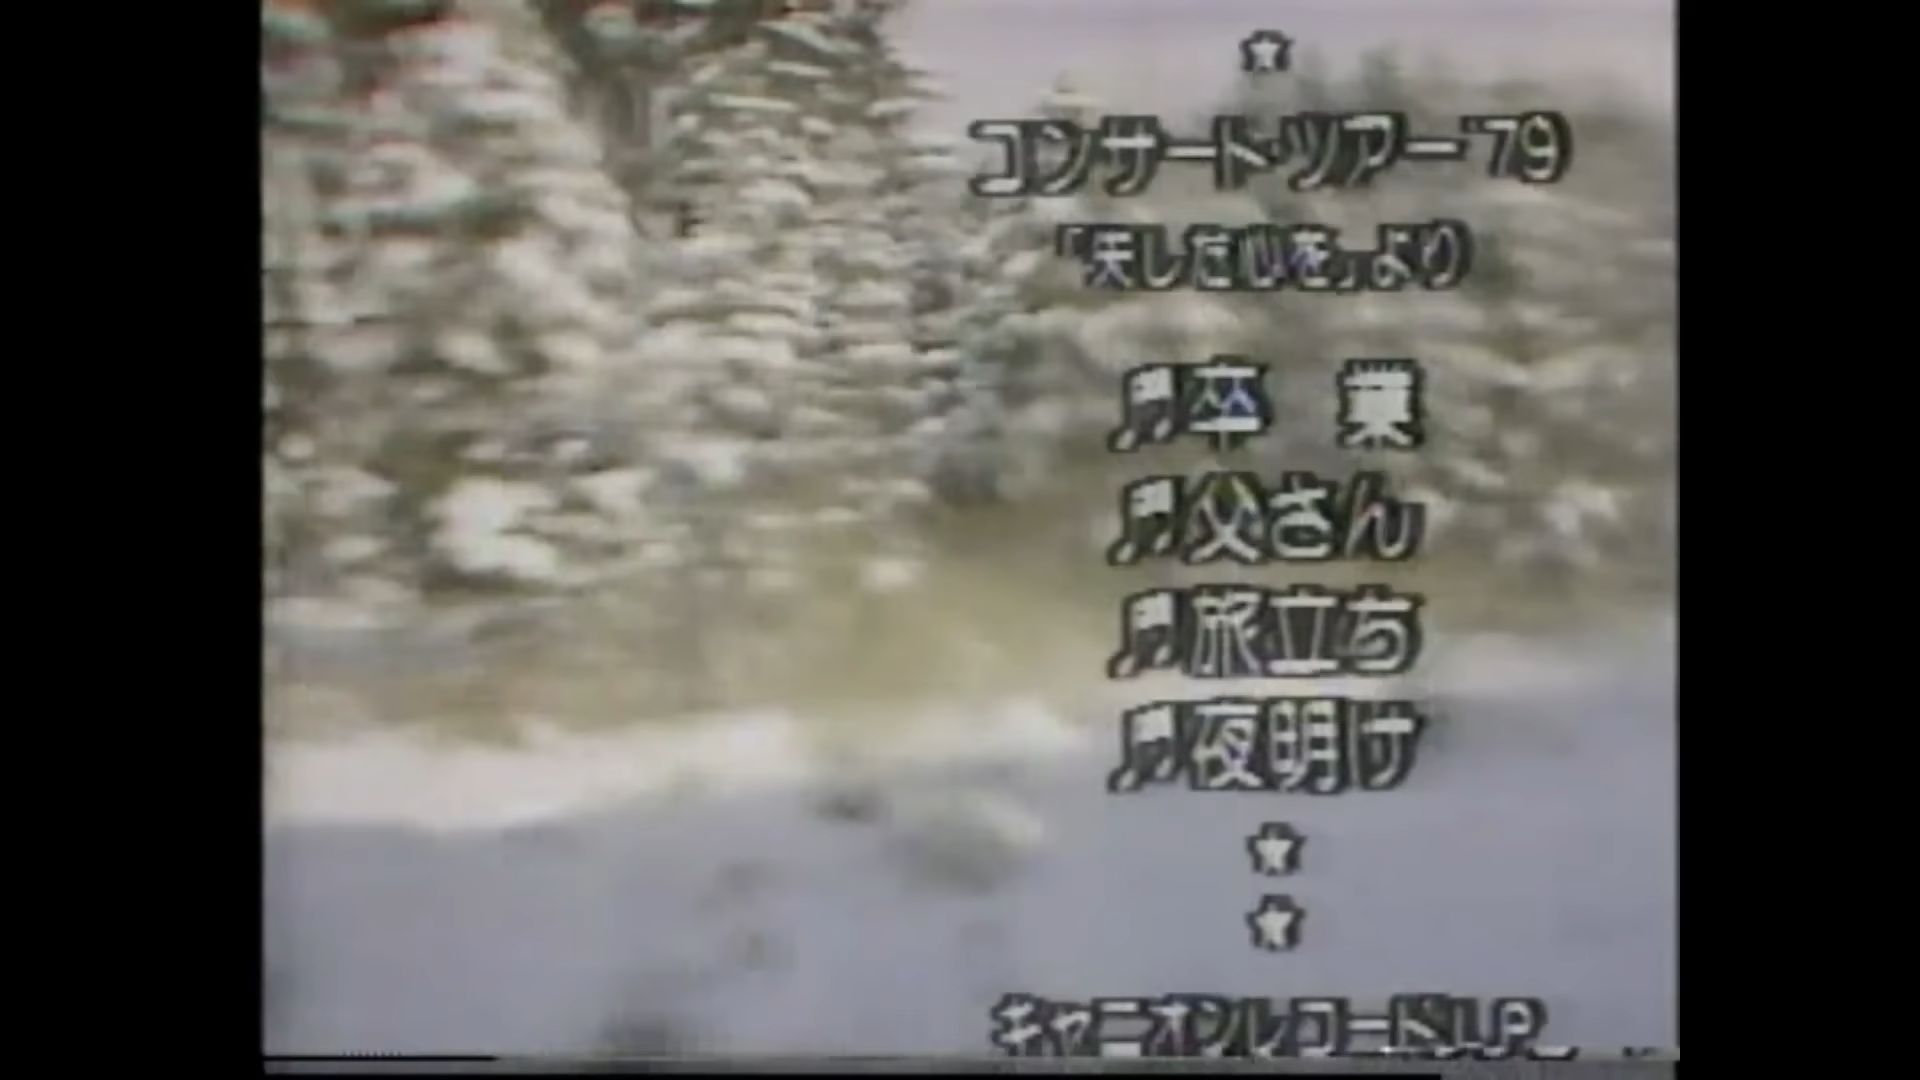 ★
コンサート・ツアー'79
「失した心を」より
♬卒　業
♬父さん
♬旅立ち
♬夜明け
★
★
キャニオンレコードLP